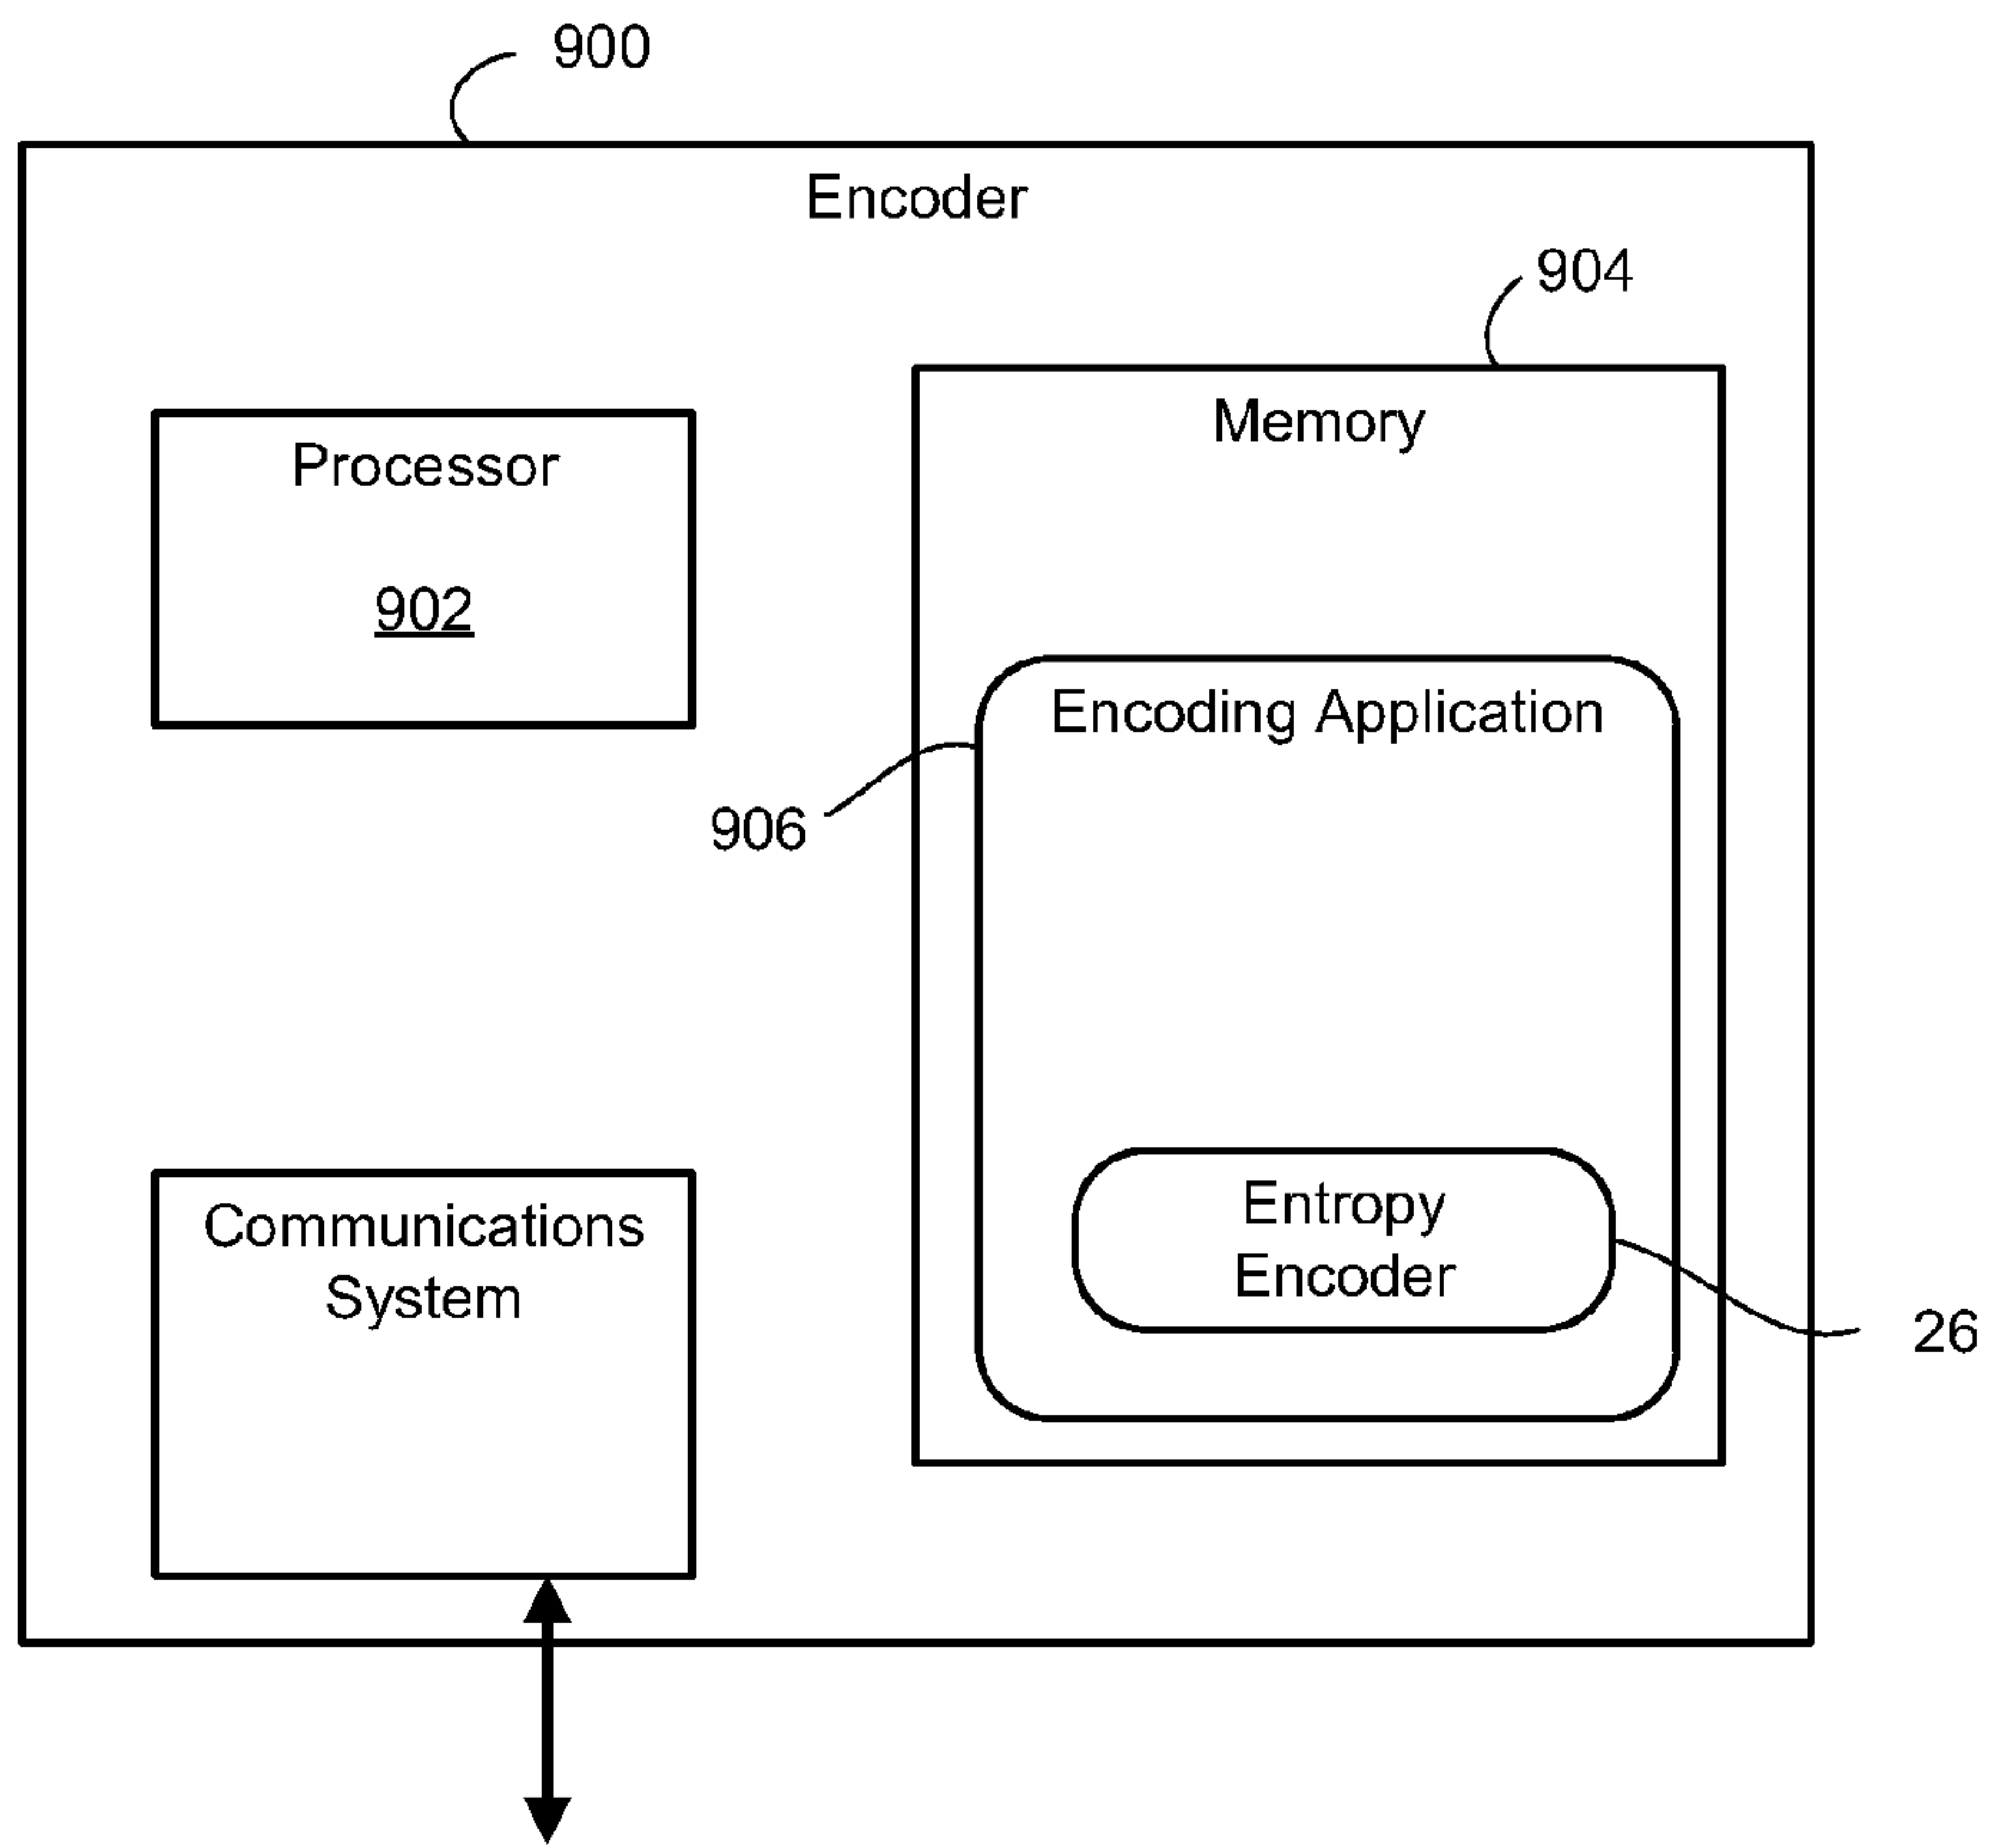 900
Encoder
904
Processor
902
Memory
Encoding Application
906
Entropy
Encoder
26
Communications
System